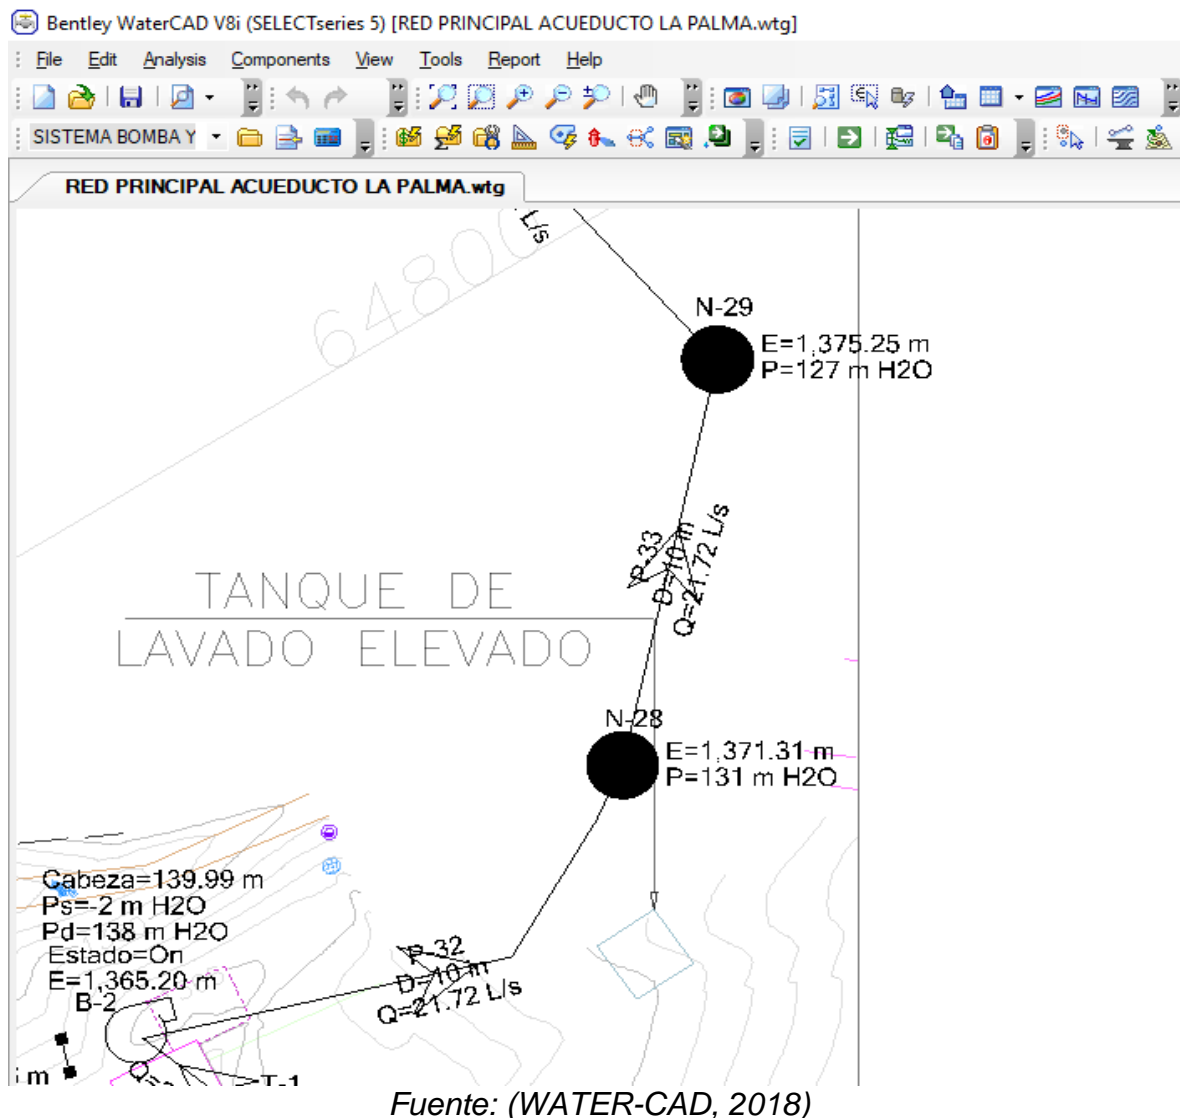 Bentley WaterCAD V8i (SELECTseries 5) [RED PRINCIPAL ACUEDUCTO LA PALMA.wtg]
File Edit Analysis Components View Tools Report Help
SISTEMA BOMBA Y
RED PRINCIPAL ACUEDUCTO LA PALMA.wtg
L/s
64800
N-29
E=1,375.25 m
P=127 m H2O
P-33
D=10 m
Q=21.72 L/s
TANQUE DE
LAVADO ELEVADO
N-28
E=1,371.31 m
P=131 m H2O
Cabeza=139.99 m
Ps=-2 m H2O
Pd=138 m H2O
Estado=On
E=1,365.20 m
B-2
P-32
D=10 m
Q=21.72 L/s
m
T-1
Fuente: (WATER-CAD, 2018)